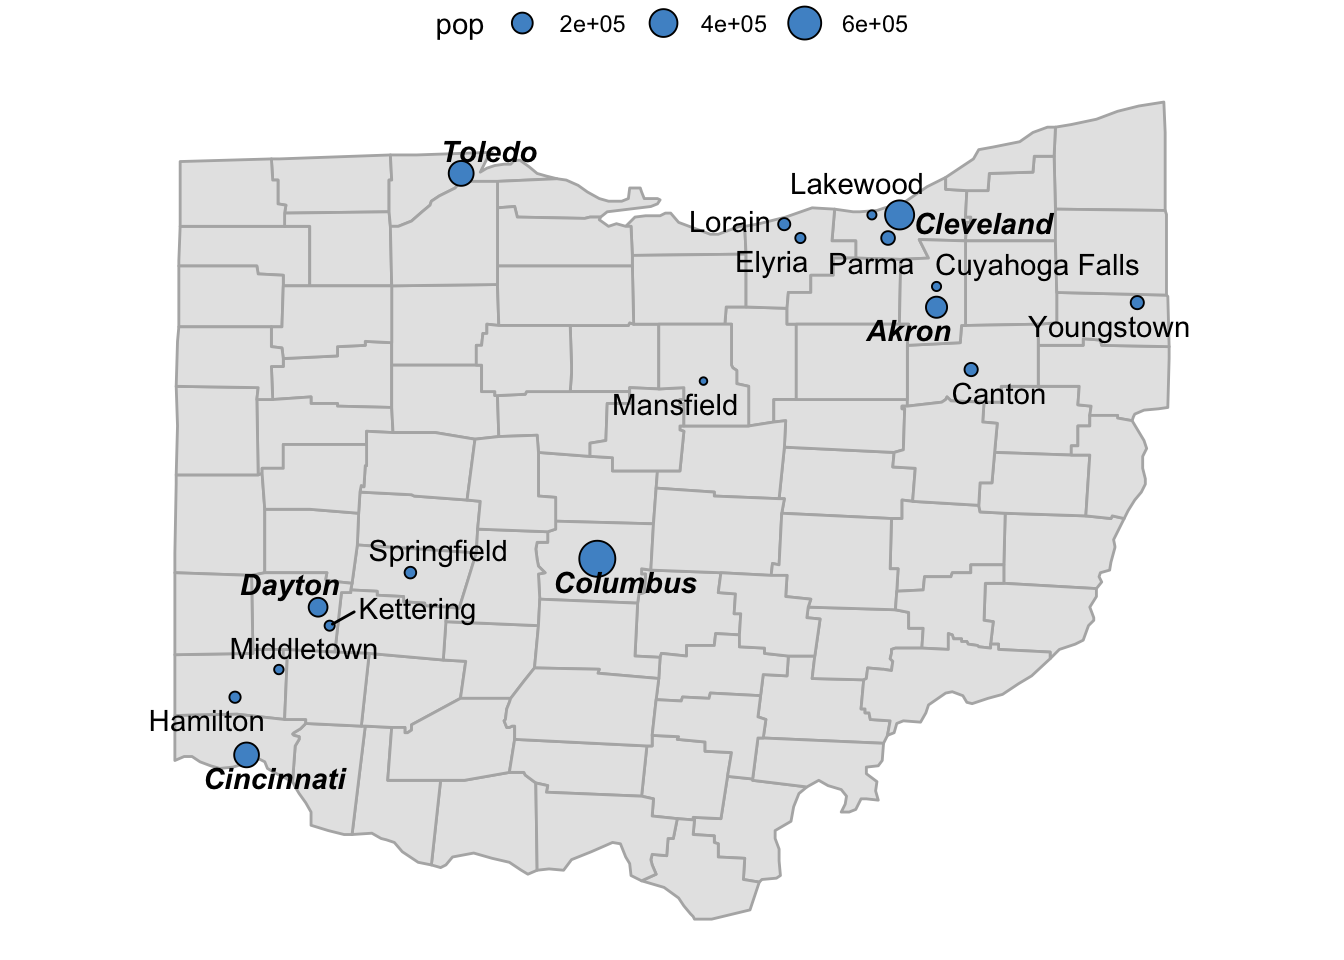 pop 2e+05 4e+05 6e+05
Toledo
Lakewood
Lorain
Cleveland
Elyria
Parma
Cuyahoga Falls
Akron
Youngstown
Canton
Mansfield
Springfield
Columbus
Dayton
Kettering
Middletown
Hamilton
Cincinnati